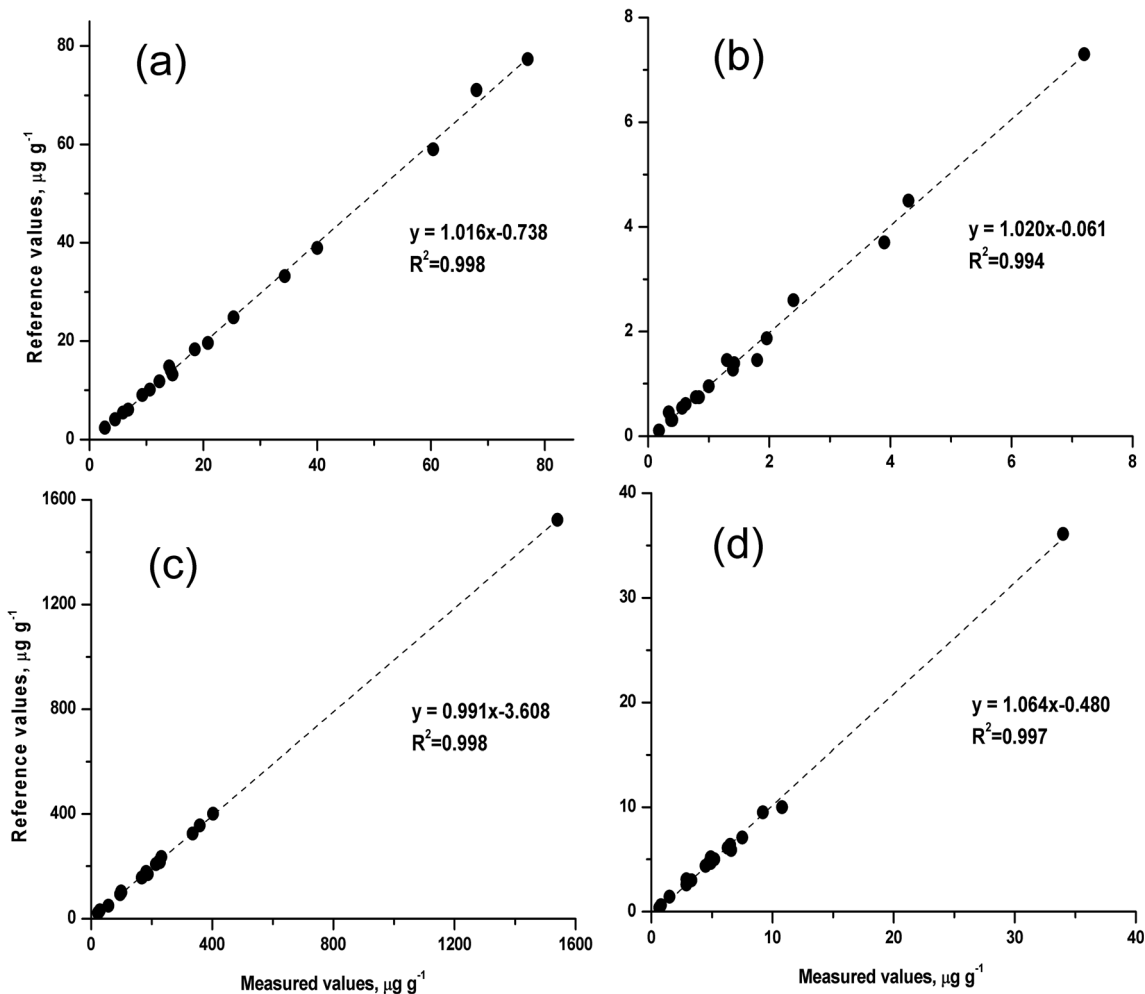 (a)
80
60
40
20
0
0 20 40 60 80
Reference values, μg g⁻¹
y = 1.016x-0.738
R²=0.998
(b)
8
6
4
2
0
0 2 4 6 8
y = 1.020x-0.061
R²=0.994
(c)
1600
1200
800
400
0
0 400 800 1200 1600
Reference values, μg g⁻¹
Measured values, μg g⁻¹
y = 0.991x-3.608
R²=0.998
(d)
40
30
20
10
0
0 10 20 30 40
Measured values, μg g⁻¹
y = 1.064x-0.480
R²=0.997